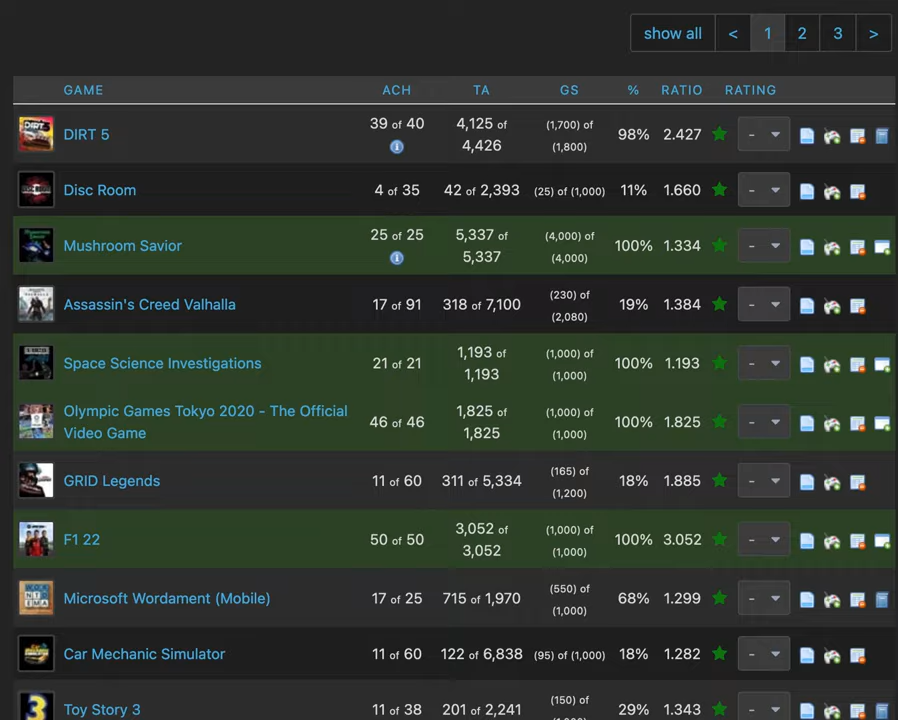 show all < 1 2 3 >
GAME ACH TA GS % RATIO RATING
DIRT 5 39 of 40 4,125 of 4,426 (1,700) of (1,800) 98% 2.427 -
Disc Room 4 of 35 42 of 2,393 (25) of (1,000) 11% 1.660 -
Mushroom Savior 25 of 25 5,337 of 5,337 (4,000) of (4,000) 100% 1.334 -
Assassin's Creed Valhalla 17 of 91 318 of 7,100 (230) of (2,080) 19% 1.384 -
Space Science Investigations 21 of 21 1,193 of 1,193 (1,000) of (1,000) 100% 1.193 -
Olympic Games Tokyo 2020 - The Official Video Game 46 of 46 1,825 of 1,825 (1,000) of (1,000) 100% 1.825 -
GRID Legends 11 of 60 311 of 5,334 (165) of (1,200) 18% 1.885 -
F1 22 50 of 50 3,052 of 3,052 (1,000) of (1,000) 100% 3.052 -
Microsoft Wordament (Mobile) 17 of 25 715 of 1,970 (550) of (1,000) 68% 1.299 -
Car Mechanic Simulator 11 of 60 122 of 6,838 (95) of (1,000) 18% 1.282 -
Toy Story 3 11 of 38 201 of 2,241 (150) of 29% 1.343 -